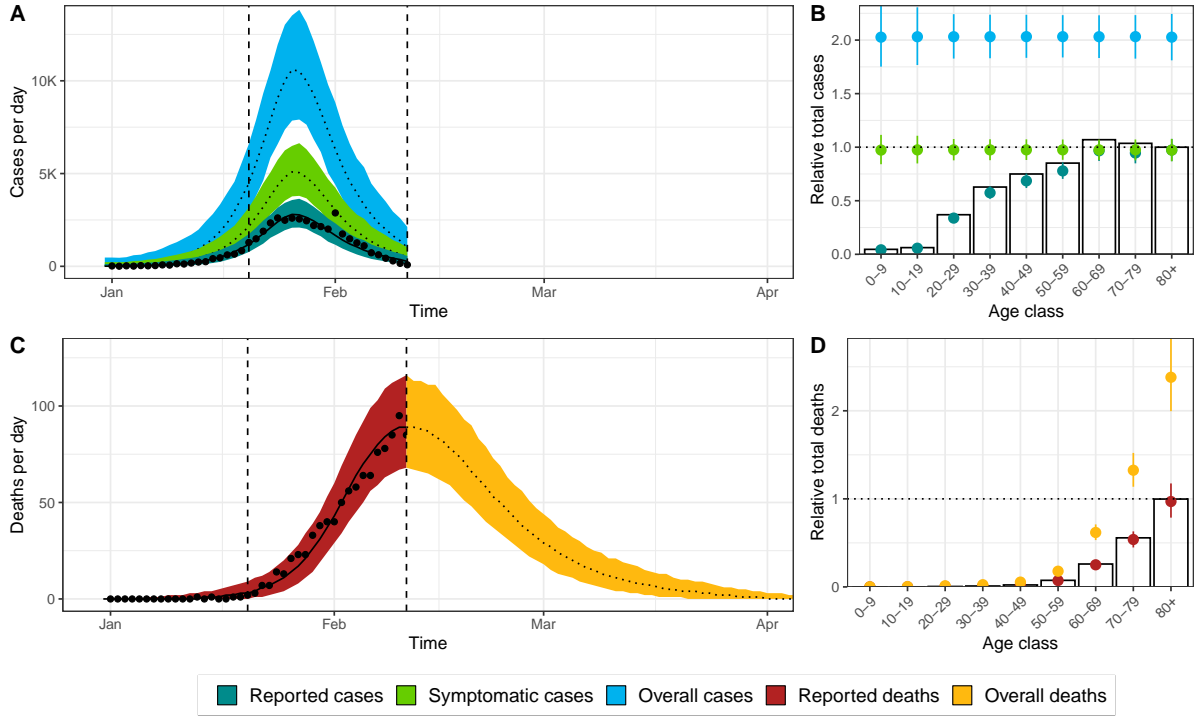 A
Cases per day
10K
5K
0
Jan
Feb
Mar
Apr
Time
B
Relative total cases
2.0
1.5
1.0
0.5
0.0
0−9
10−19
20−29
30−39
40−49
50−59
60−69
70−79
80+
Age class
C
Deaths per day
100
50
0
Jan
Feb
Mar
Apr
Time
D
Relative total deaths
2
1
0
0−9
10−19
20−29
30−39
40−49
50−59
60−69
70−79
80+
Age class
Reported cases
Symptomatic cases
Overall cases
Reported deaths
Overall deaths